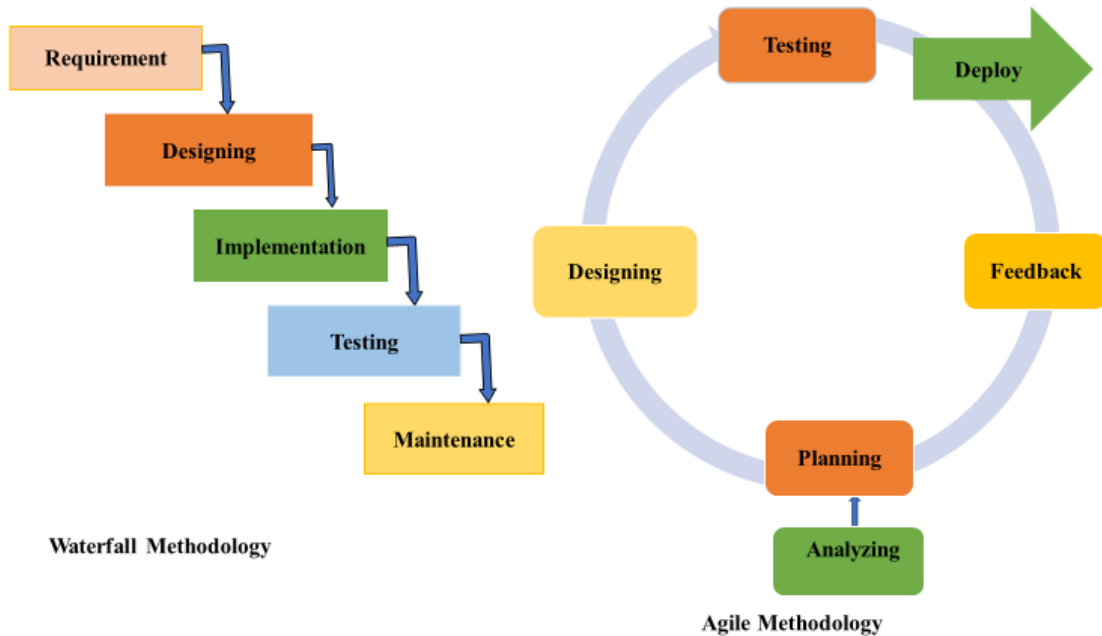 Requirement
Designing
Implementation
Testing
Maintenance
Waterfall Methodology
Testing
Deploy
Designing
Feedback
Planning
Analyzing
Agile Methodology